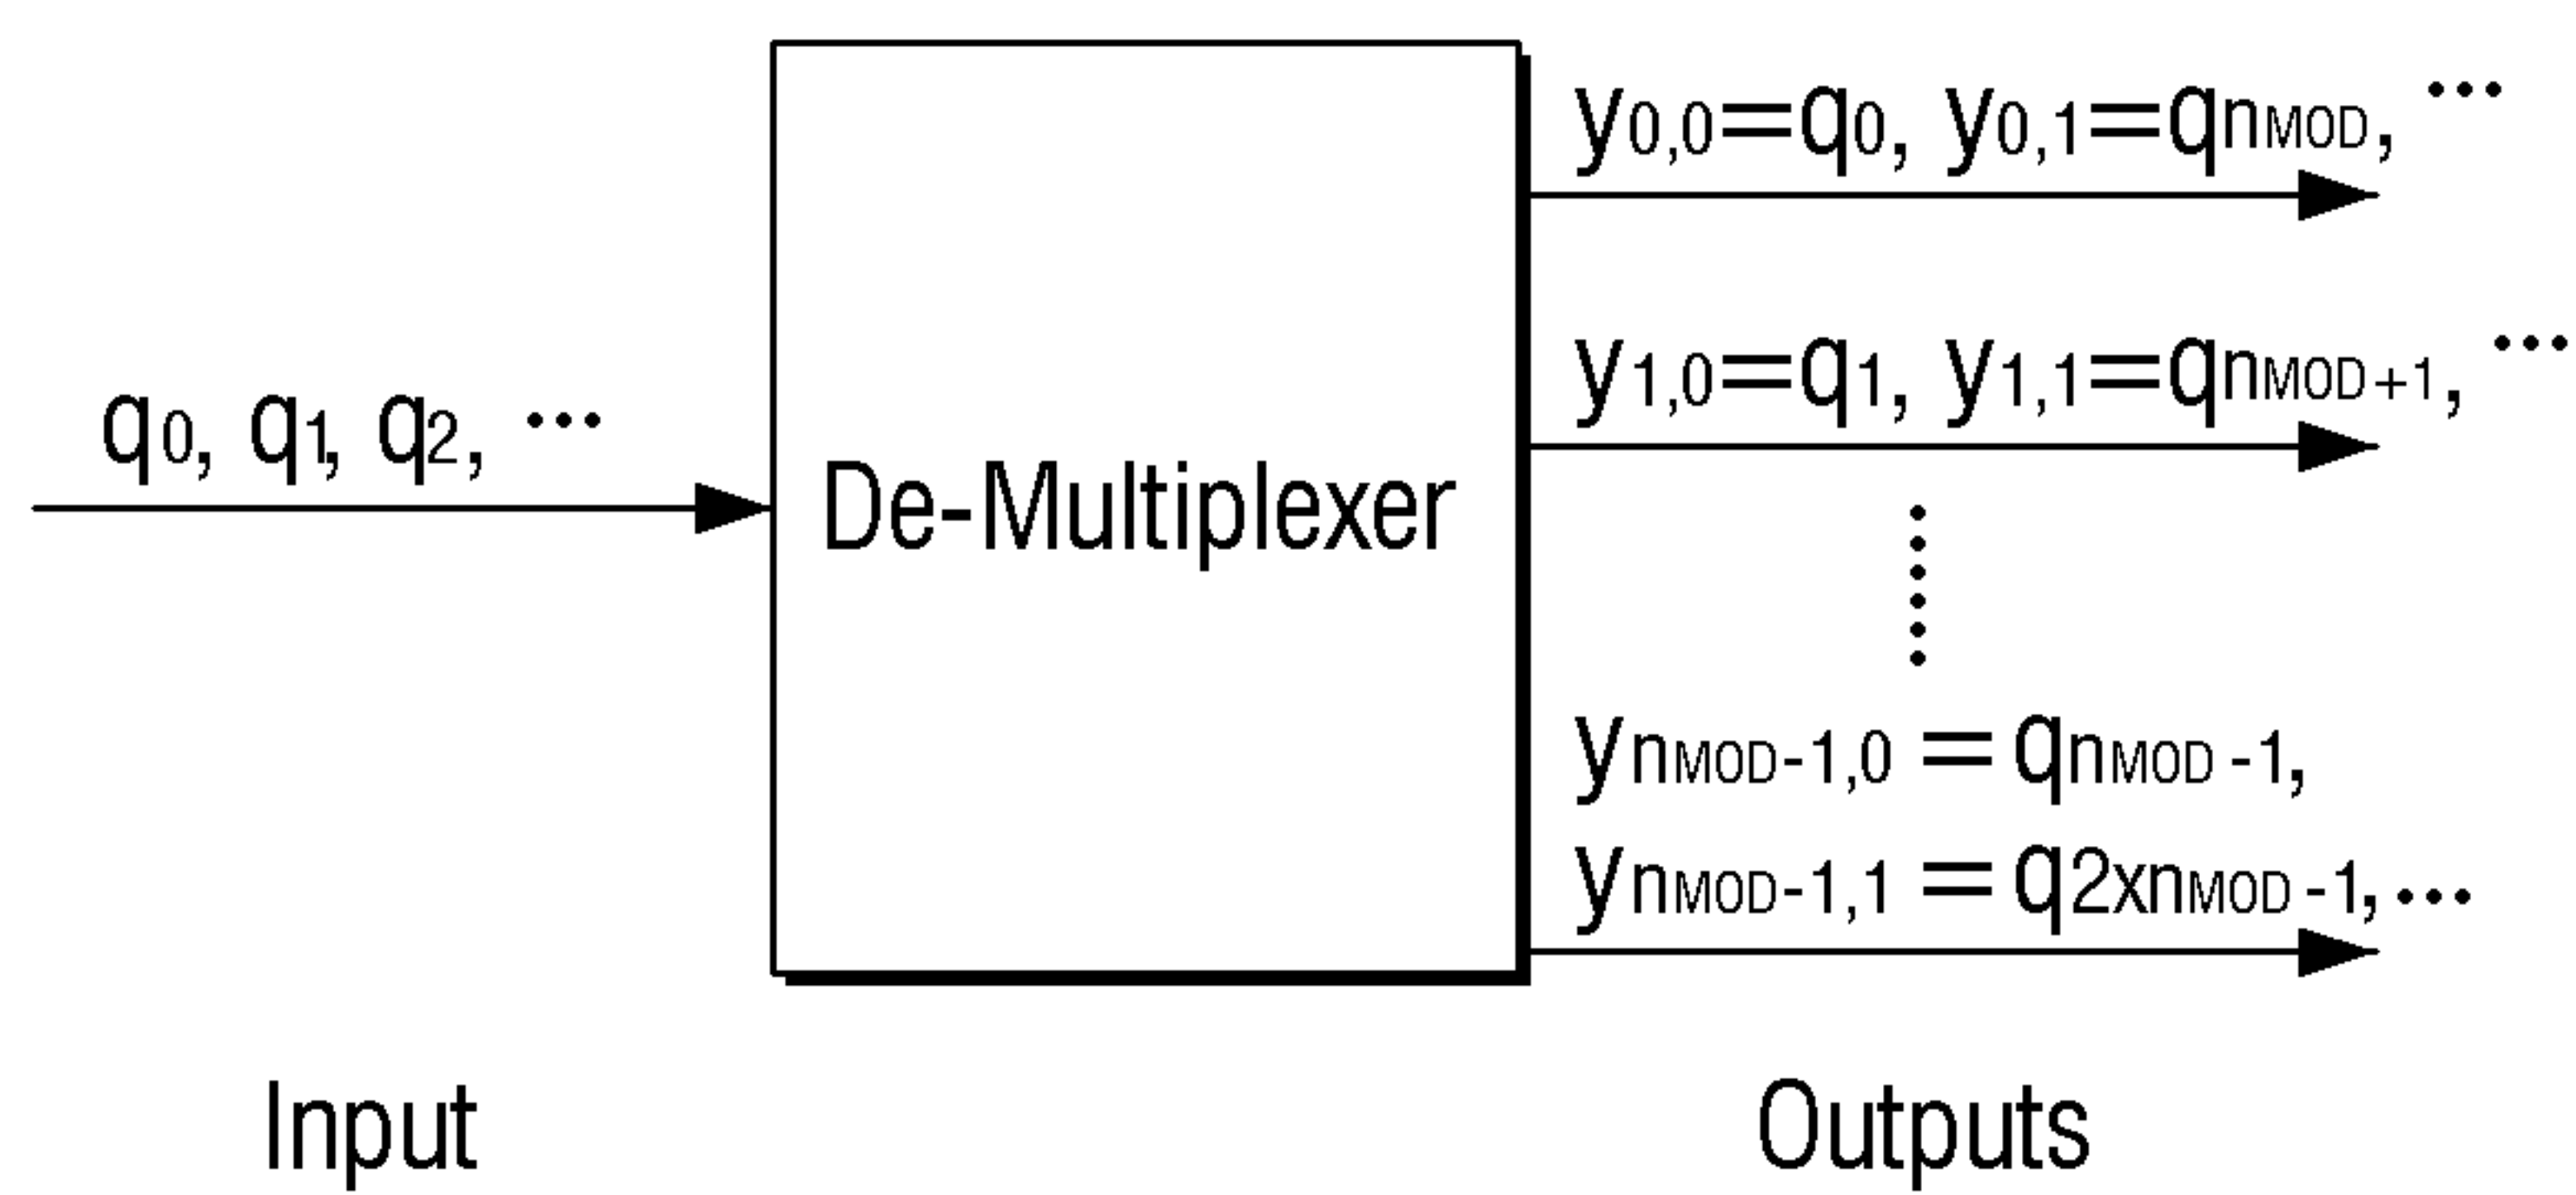 y0,0=q0, y0,1=qnMOD, ...
y1,0=q1, y1,1=qnMOD+1, ...
q0, q1, q2, ...
De-Multiplexer
ynMOD-1,0 = qnMOD-1,
ynMOD-1,1 = q2xnMOD-1, ...
Input
Outputs